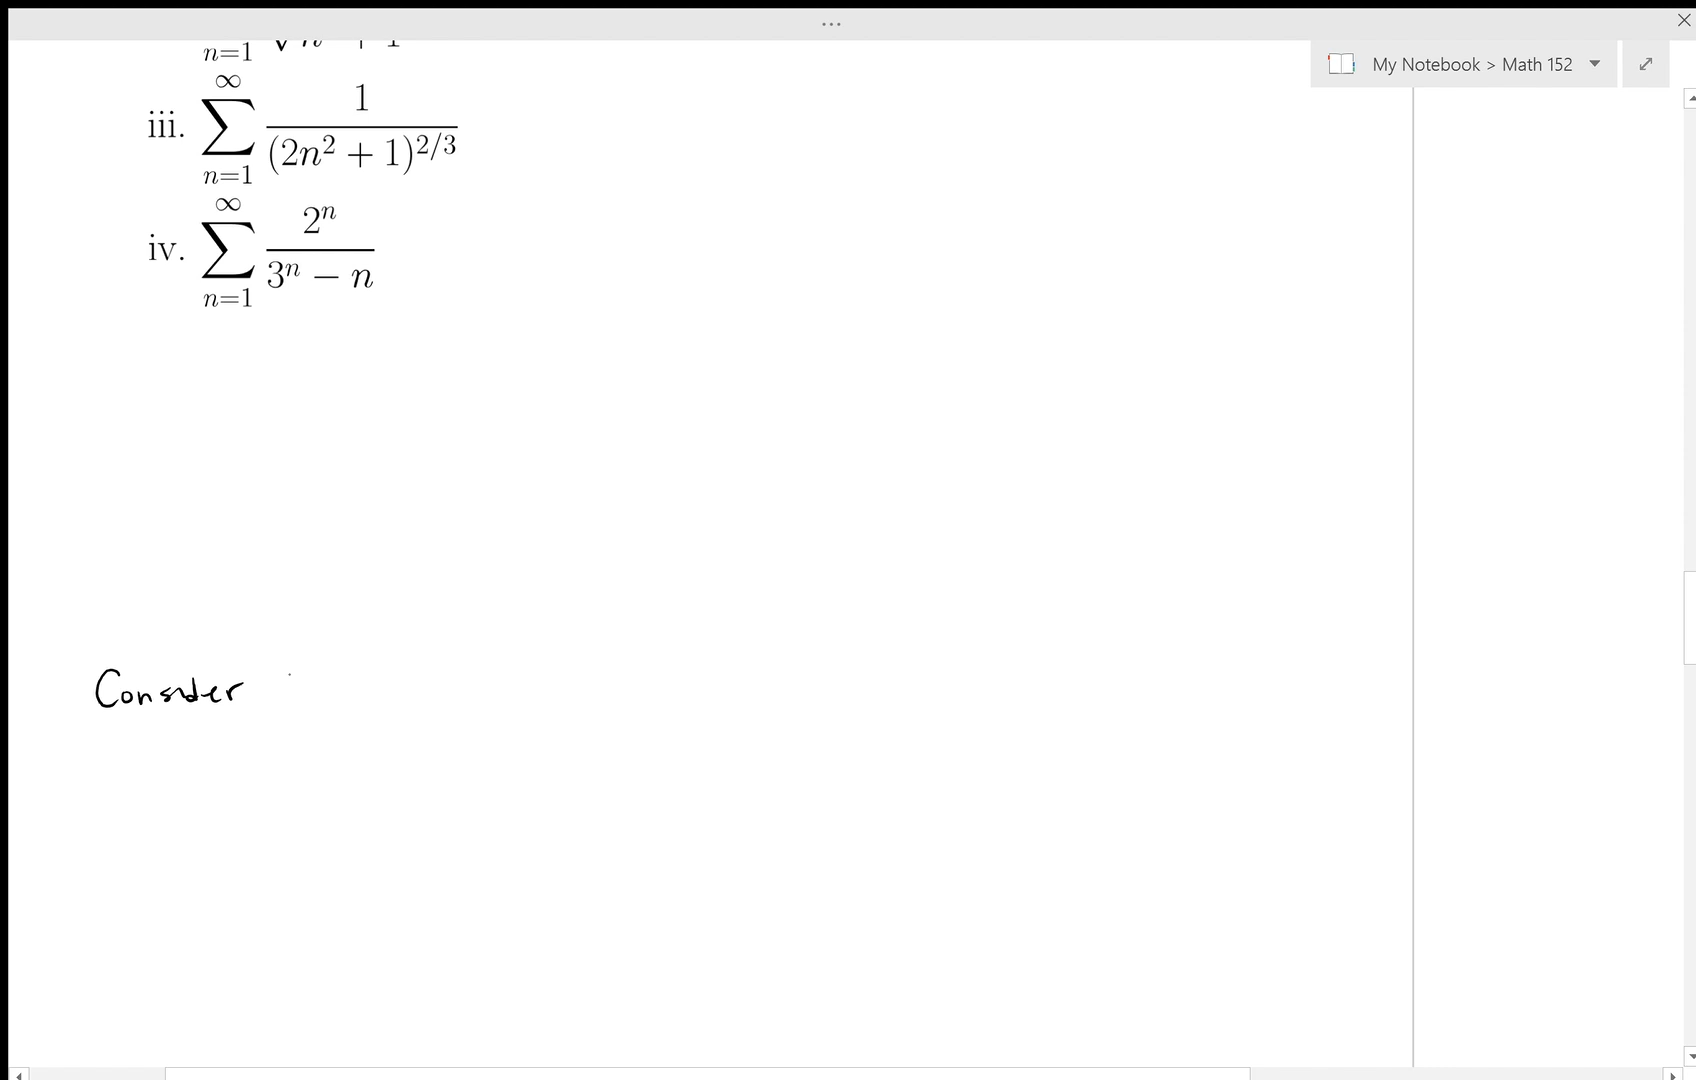 ...
My Notebook > Math 152
n=1
iii. ∑_{n=1}^{∞} 1/(2n² + 1)^{2/3}
iv. ∑_{n=1}^{∞} 2ⁿ/(3ⁿ − n)
Consider